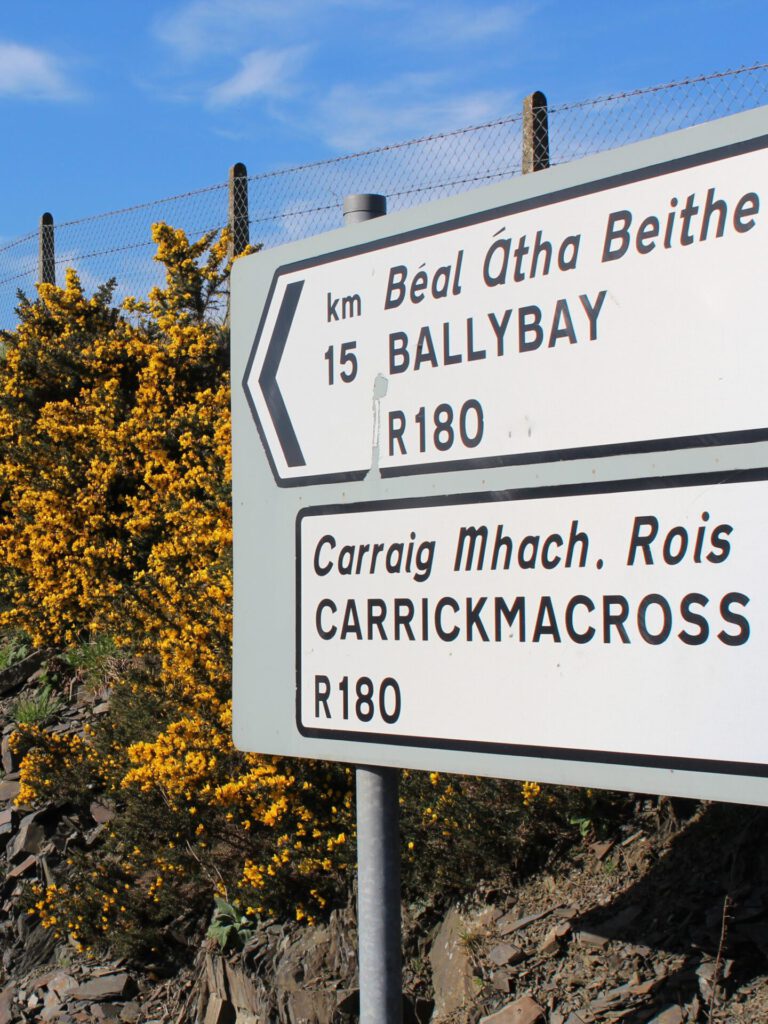 km Béal Átha Beithe
15 BALLYBAY
R180
Carraig Mhach. Rois
CARRICKMACROSS
R180